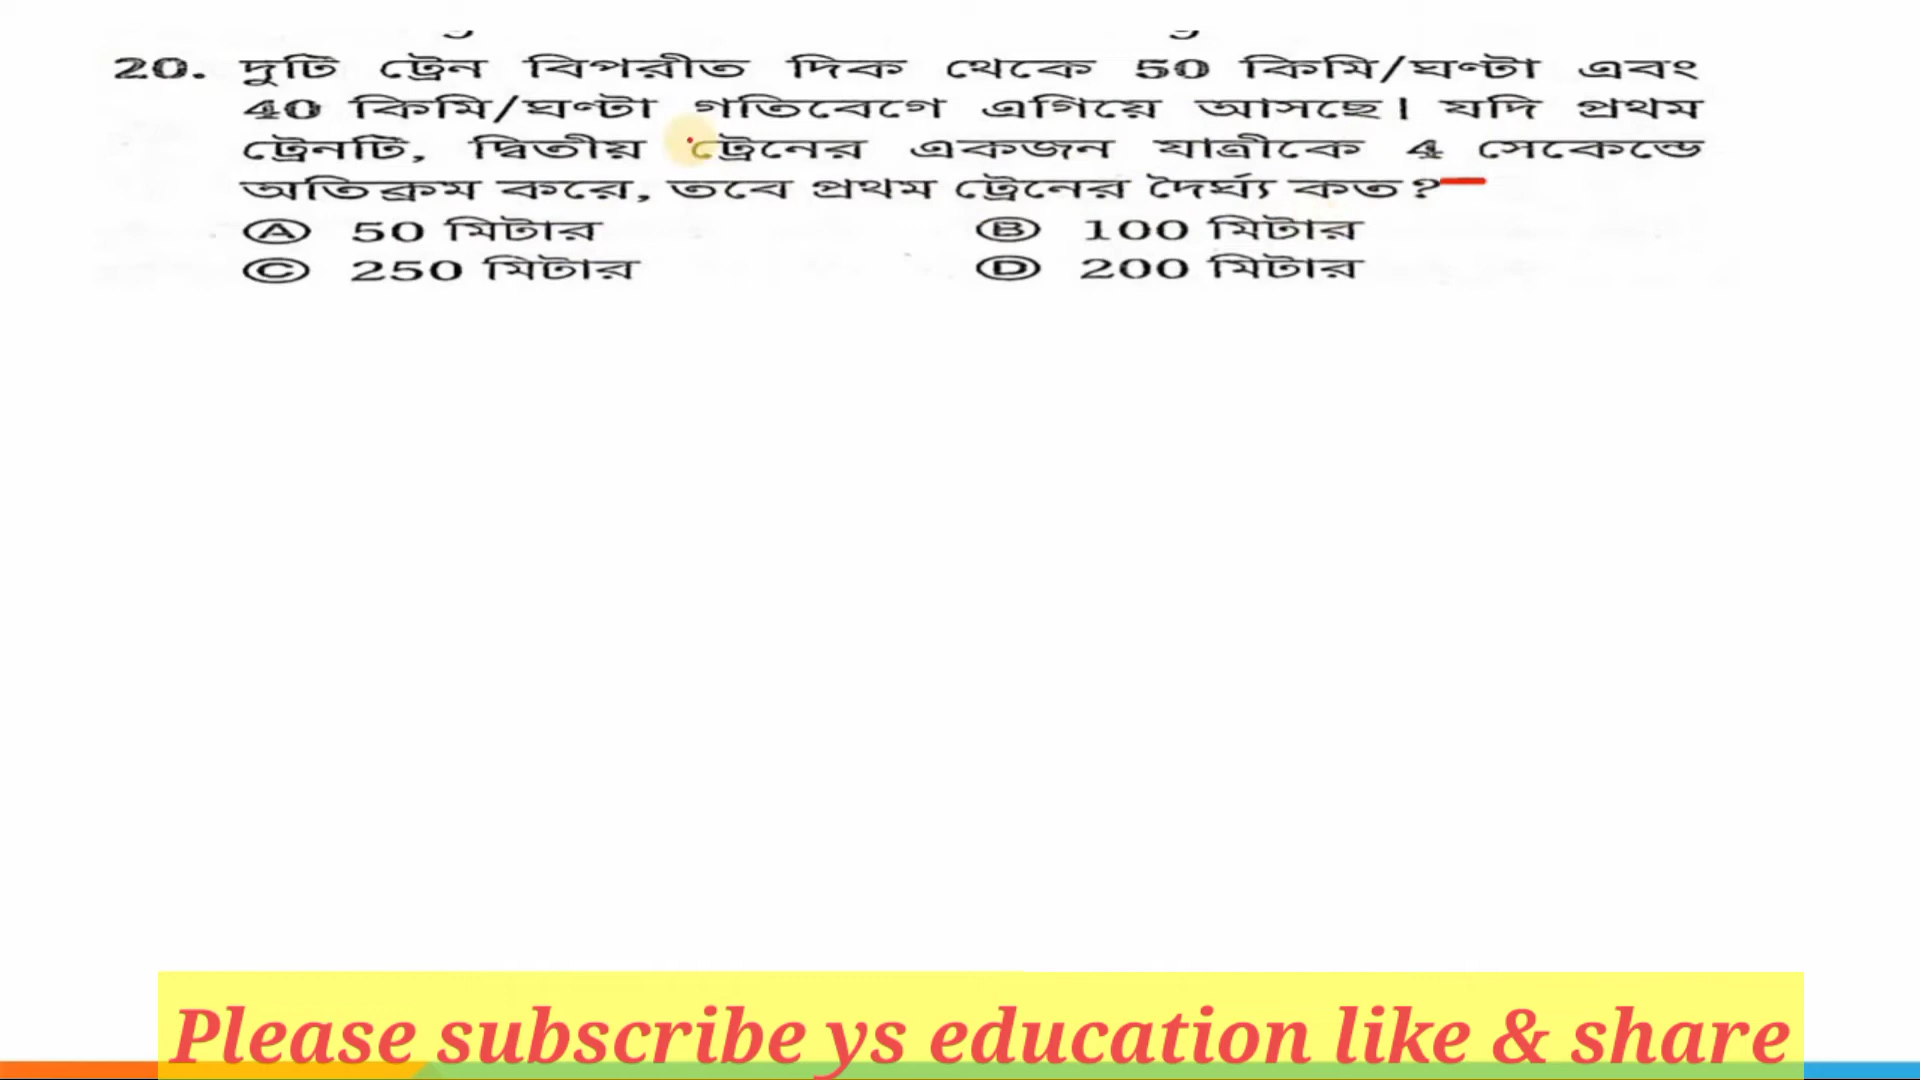 20. দুটি ট্রেন বিপরীত দিক থেকে 50 কিমি/ঘণ্টা এবং
40 কিমি/ঘণ্টা গতিবেগে এগিয়ে আসছে। যদি প্রথম
ট্রেনটি, দ্বিতীয় ট্রেনের একজন যাত্রীকে 4 সেকেন্ডে
অতিক্রম করে, তবে প্রথম ট্রেনের দৈর্ঘ্য কত?
Ⓐ 50 মিটার Ⓑ 100 মিটার
Ⓒ 250 মিটার Ⓓ 200 মিটার
Please subscribe ys education like & share